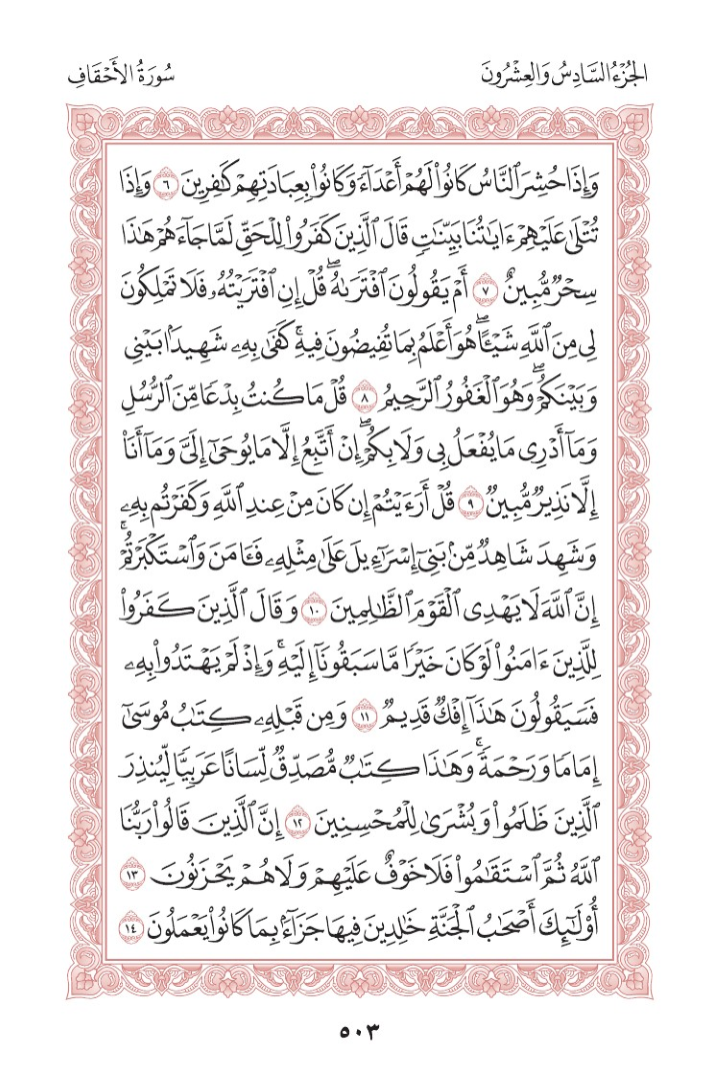 الجُزْءُ السَّادِسُ وَالعِشْرُونَ
سُورَةُ الأَحْقَافِ
وَإِذَا حُشِرَ ٱلنَّاسُ كَانُوا۟ لَهُمْ أَعْدَآءً وَكَانُوا۟ بِعِبَادَتِهِمْ كَـٰفِرِينَ ٦ وَإِذَا
تُتْلَىٰ عَلَيْهِمْ ءَايَـٰتُنَا بَيِّنَـٰتٍ قَالَ ٱلَّذِينَ كَفَرُوا۟ لِلْحَقِّ لَمَّا جَآءَهُمْ هَـٰذَا
سِحْرٌ مُّبِينٌ ٧ أَمْ يَقُولُونَ ٱفْتَرَىٰهُ ۖ قُلْ إِنِ ٱفْتَرَيْتُهُۥ فَلَا تَمْلِكُونَ
لِى مِنَ ٱللَّهِ شَيْـًٔا ۖ هُوَ أَعْلَمُ بِمَا تُفِيضُونَ فِيهِ ۚ كَفَىٰ بِهِۦ شَهِيدًۢا بَيْنِى
وَبَيْنَكُمْ ۖ وَهُوَ ٱلْغَفُورُ ٱلرَّحِيمُ ٨ قُلْ مَا كُنتُ بِدْعًا مِّنَ ٱلرُّسُلِ
وَمَآ أَدْرِى مَا يُفْعَلُ بِى وَلَا بِكُمْ ۖ إِنْ أَتَّبِعُ إِلَّا مَا يُوحَىٰٓ إِلَىَّ وَمَآ أَنَا۠
إِلَّا نَذِيرٌ مُّبِينٌ ٩ قُلْ أَرَءَيْتُمْ إِن كَانَ مِنْ عِندِ ٱللَّهِ وَكَفَرْتُم بِهِۦ
وَشَهِدَ شَاهِدٌ مِّنۢ بَنِىٓ إِسْرَٰٓءِيلَ عَلَىٰ مِثْلِهِۦ فَـَٔامَنَ وَٱسْتَكْبَرْتُمْ ۚ
إِنَّ ٱللَّهَ لَا يَهْدِى ٱلْقَوْمَ ٱلظَّـٰلِمِينَ ١٠ وَقَالَ ٱلَّذِينَ كَفَرُوا۟
لِلَّذِينَ ءَامَنُوا۟ لَوْ كَانَ خَيْرًا مَّا سَبَقُونَآ إِلَيْهِ ۚ وَإِذْ لَمْ يَهْتَدُوا۟ بِهِۦ
فَسَيَقُولُونَ هَـٰذَآ إِفْكٌ قَدِيمٌ ١١ وَمِن قَبْلِهِۦ كِتَـٰبُ مُوسَىٰٓ
إِمَامًا وَرَحْمَةً ۚ وَهَـٰذَا كِتَـٰبٌ مُّصَدِّقٌ لِّسَانًا عَرَبِيًّا لِّيُنذِرَ
ٱلَّذِينَ ظَلَمُوا۟ وَبُشْرَىٰ لِلْمُحْسِنِينَ ١٢ إِنَّ ٱلَّذِينَ قَالُوا۟ رَبُّنَا
ٱللَّهُ ثُمَّ ٱسْتَقَـٰمُوا۟ فَلَا خَوْفٌ عَلَيْهِمْ وَلَا هُمْ يَحْزَنُونَ ١٣
أُو۟لَـٰٓئِكَ أَصْحَـٰبُ ٱلْجَنَّةِ خَـٰلِدِينَ فِيهَا جَزَآءًۢ بِمَا كَانُوا۟ يَعْمَلُونَ ١٤
٥٠٣